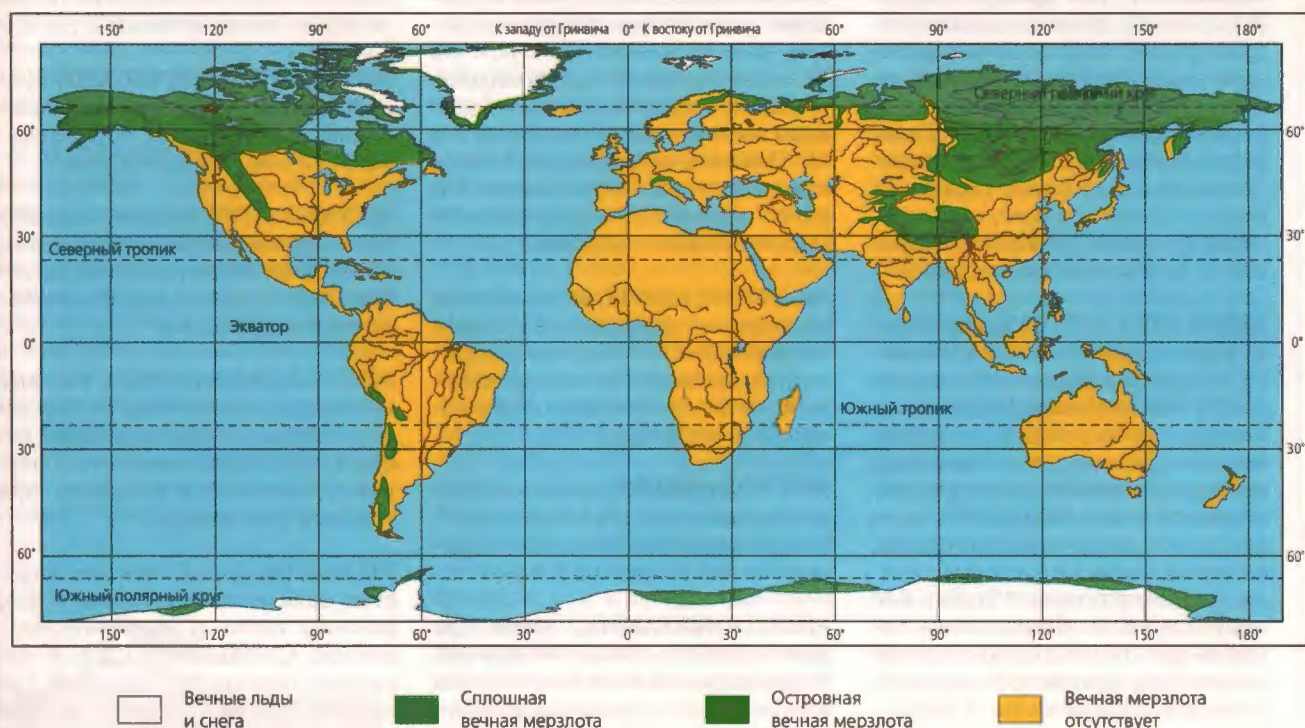 150° 120° 90° 60° К западу от Гринвича 0° К востоку от Гринвича 60° 90° 120° 150° 180°
Северный полярный круг
60° 60°
30° 30°
Северный тропик
Экватор
0° 0°
Южный тропик
30° 30°
60° 60°
Южный полярный круг
150° 120° 90° 60° 30° 0° 30° 60° 90° 120° 150° 180°
Вечные льды Сплошная Островная Вечная мерзлота
и снега вечная мерзлота вечная мерзлота отсутствует